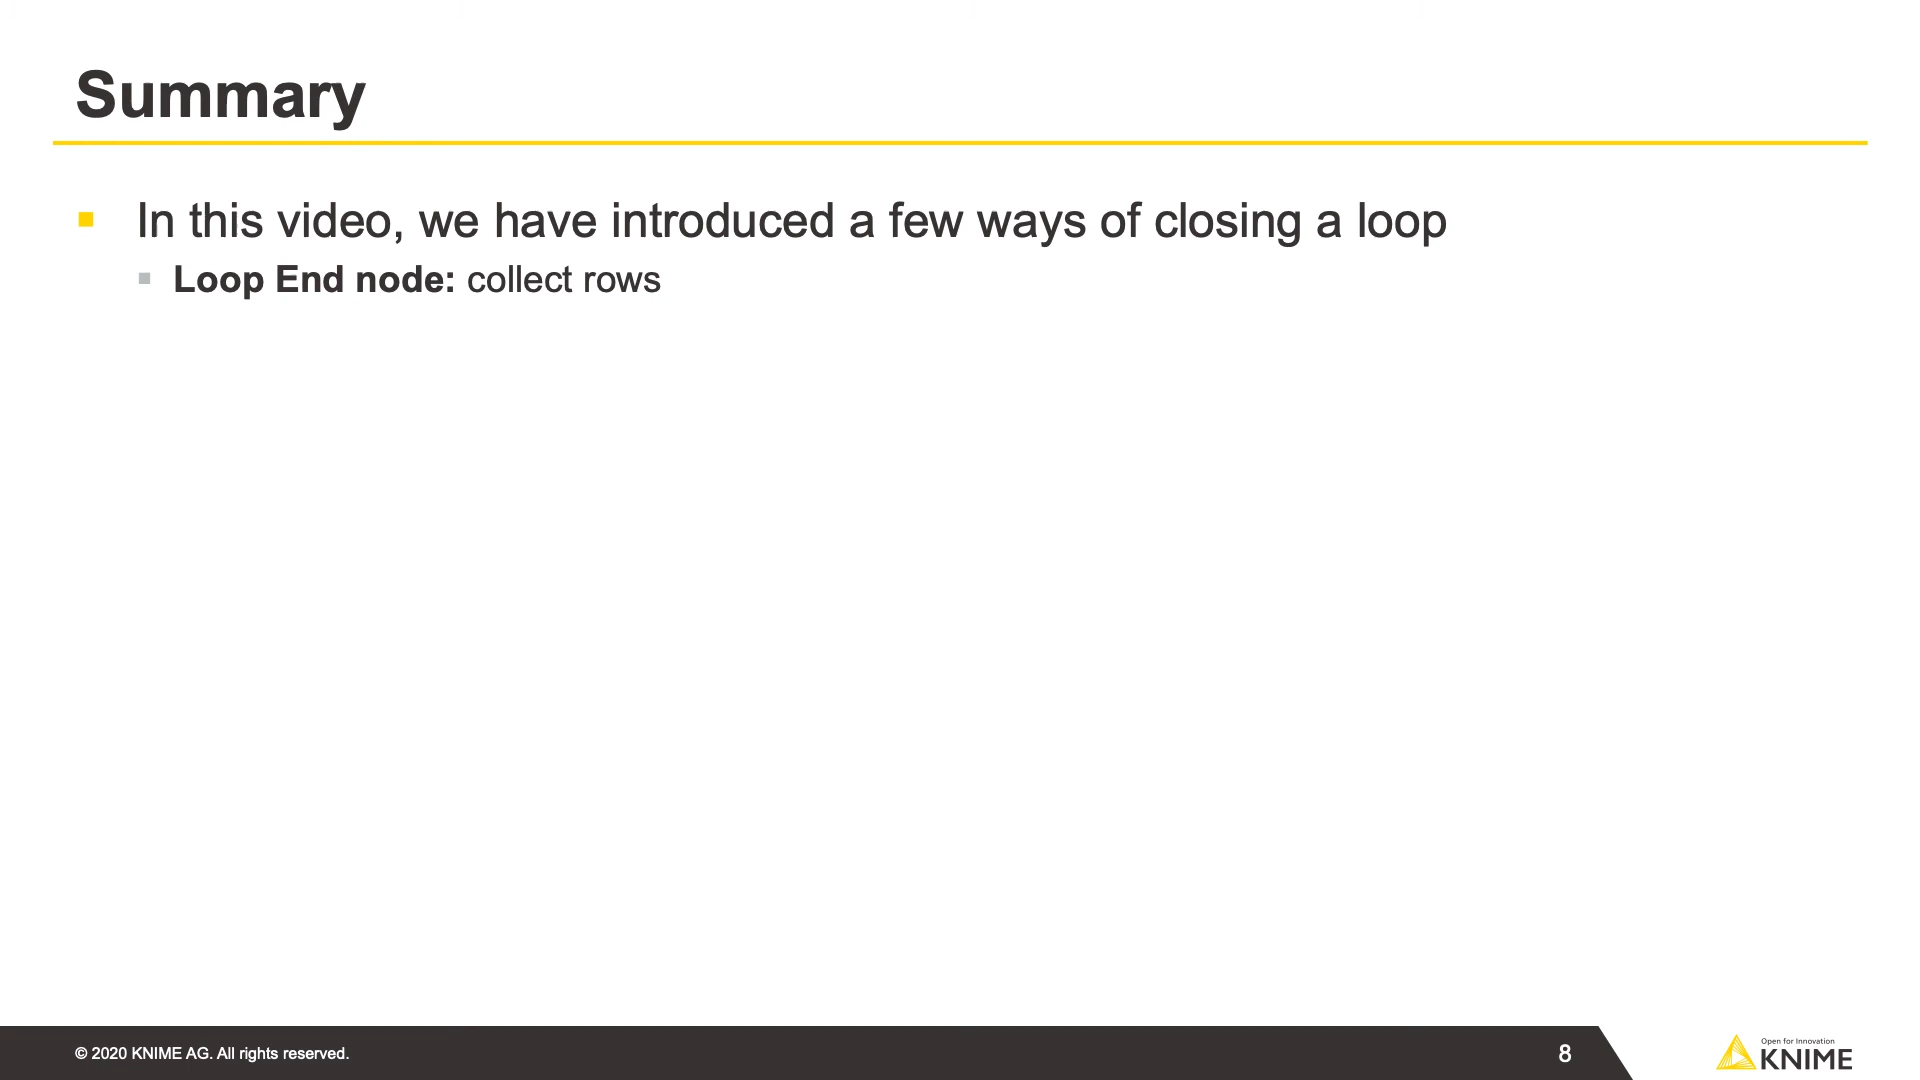 Summary
In this video, we have introduced a few ways of closing a loop
Loop End node: collect rows
© 2020 KNIME AG. All rights reserved.
8
Open for Innovation
KNIME